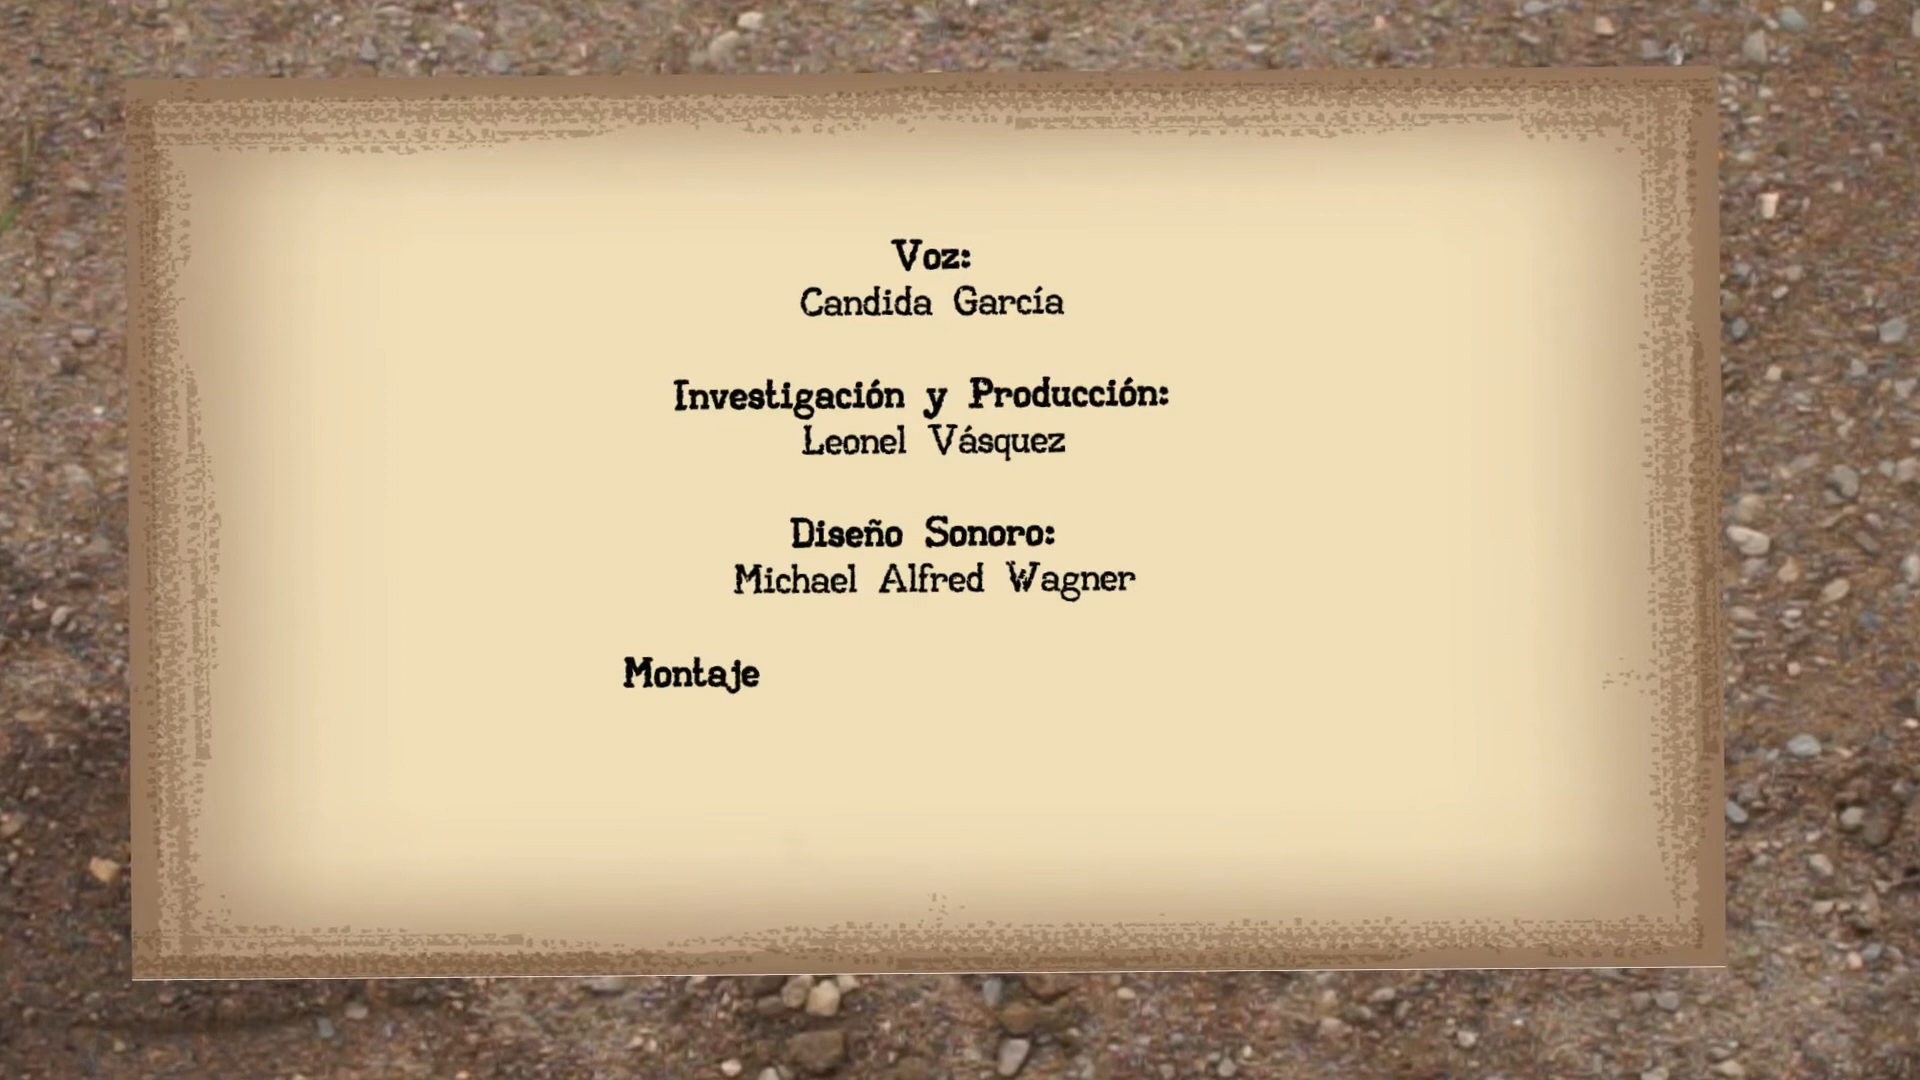 Voz:
Candida García
Investigación y Producción:
Leonel Vásquez
Diseño Sonoro:
Michael Alfred Wagner
Montaje